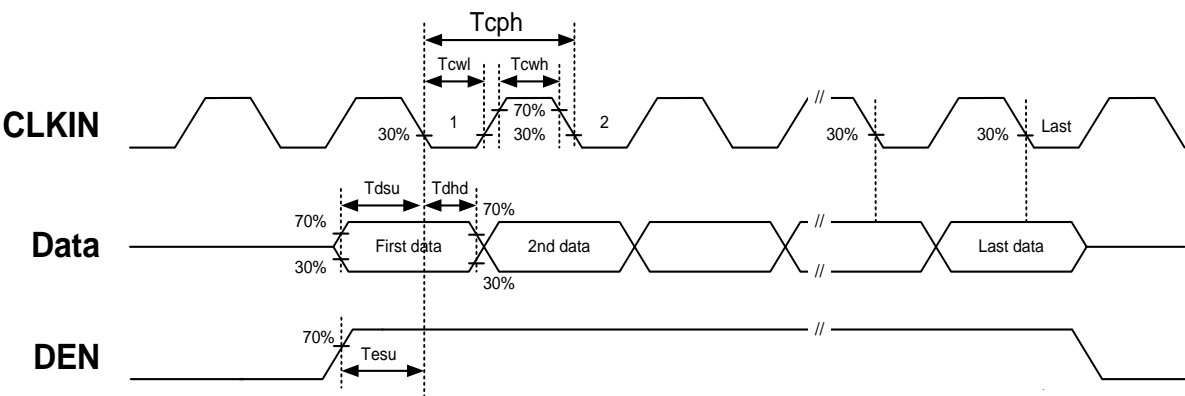 Tcph
Tcwl Tcwh
CLKIN 30% 1 70% 30% 2 // 30% 30% Last
Tdsu Tdhd
70% 70%
Data First data 2nd data // Last data
30% 30% //
70% //
DEN Tesu